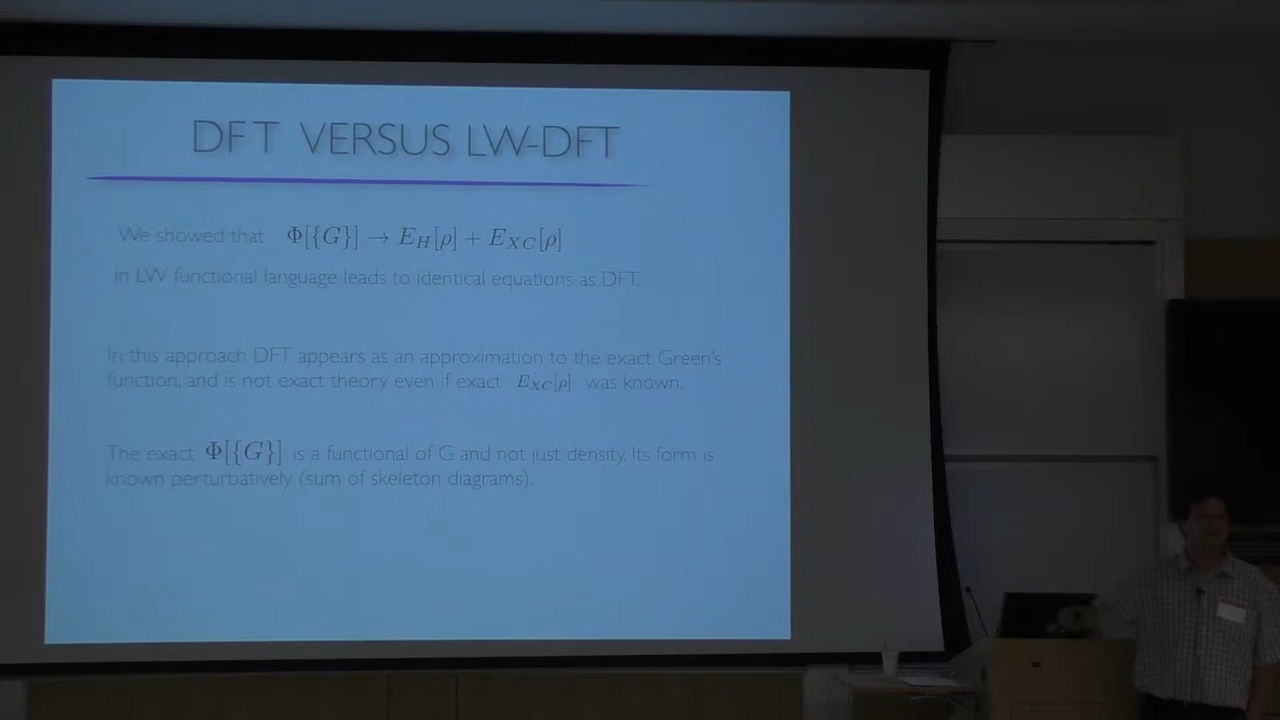 DFT VERSUS LW-DFT
We showed that Φ[{G}] → E_H[ρ] + E_XC[ρ]
in LW functional language leads to identical equations as DFT.
In this approach DFT appears as an approximation to the exact Green's
function, and is not exact theory even if exact E_XC[ρ] was known.
The exact Φ[{G}] is a functional of G and not just density. Its form is
known perturbatively (sum of skeleton diagrams).